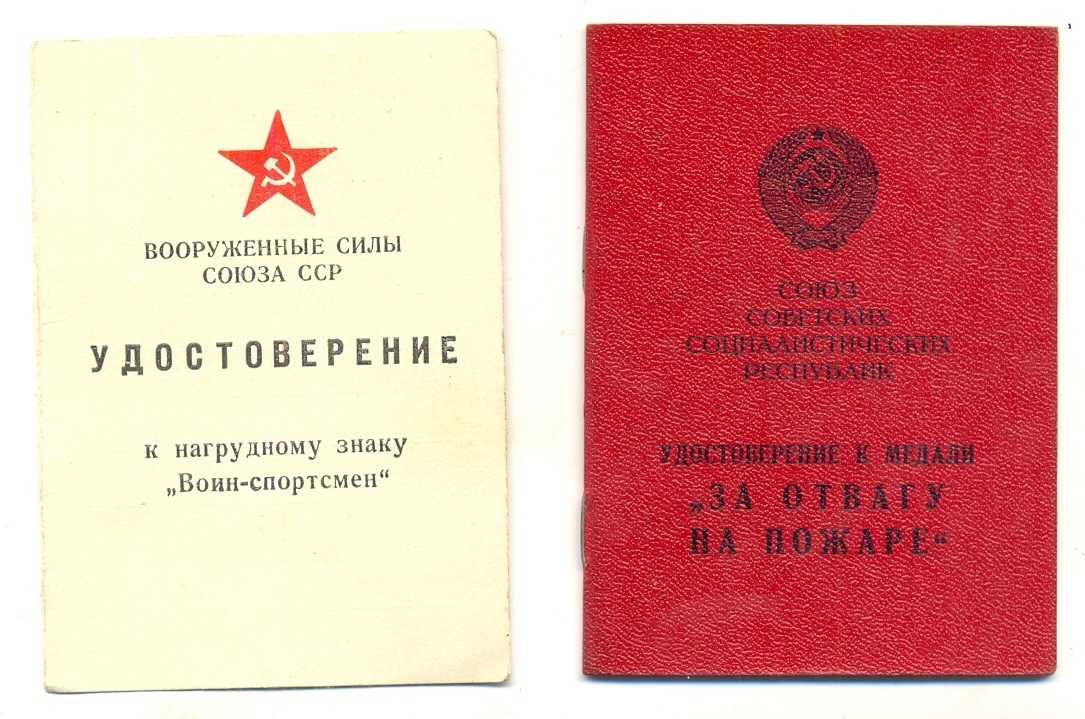 ВООРУЖЕННЫЕ СИЛЫ
СОЮЗА ССР
УДОСТОВЕРЕНИЕ
к нагрудному знаку
„Воин-спортсмен“
СОЮЗ
СОВЕТСКИХ
СОЦИАЛИСТИЧЕСКИХ
РЕСПУБЛИК
УДОСТОВЕРЕНИЕ К МЕДАЛИ
„ЗА ОТВАГУ
НА ПОЖАРЕ“